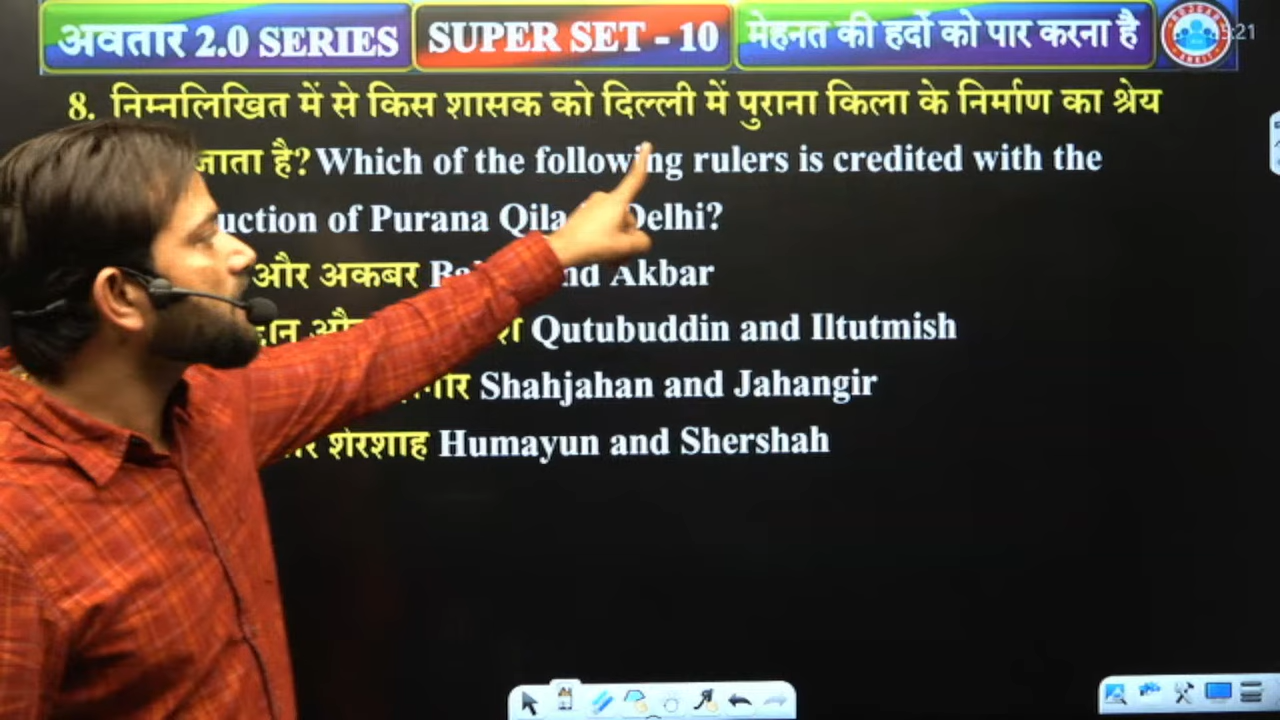 अवतार 2.0 SERIES
SUPER SET - 10
मेहनत की हदों को पार करना है
8. निम्नलिखित में से किस शासक को दिल्ली में पुराना किला के निर्माण का श्रेय
जाता है? Which of the following rulers is credited with the
of Purana Qila Delhi?
और अकबर and Akbar
Qutubuddin and Iltutmish
Shahjahan and Jahangir
शेरशाह Humayun and Shershah